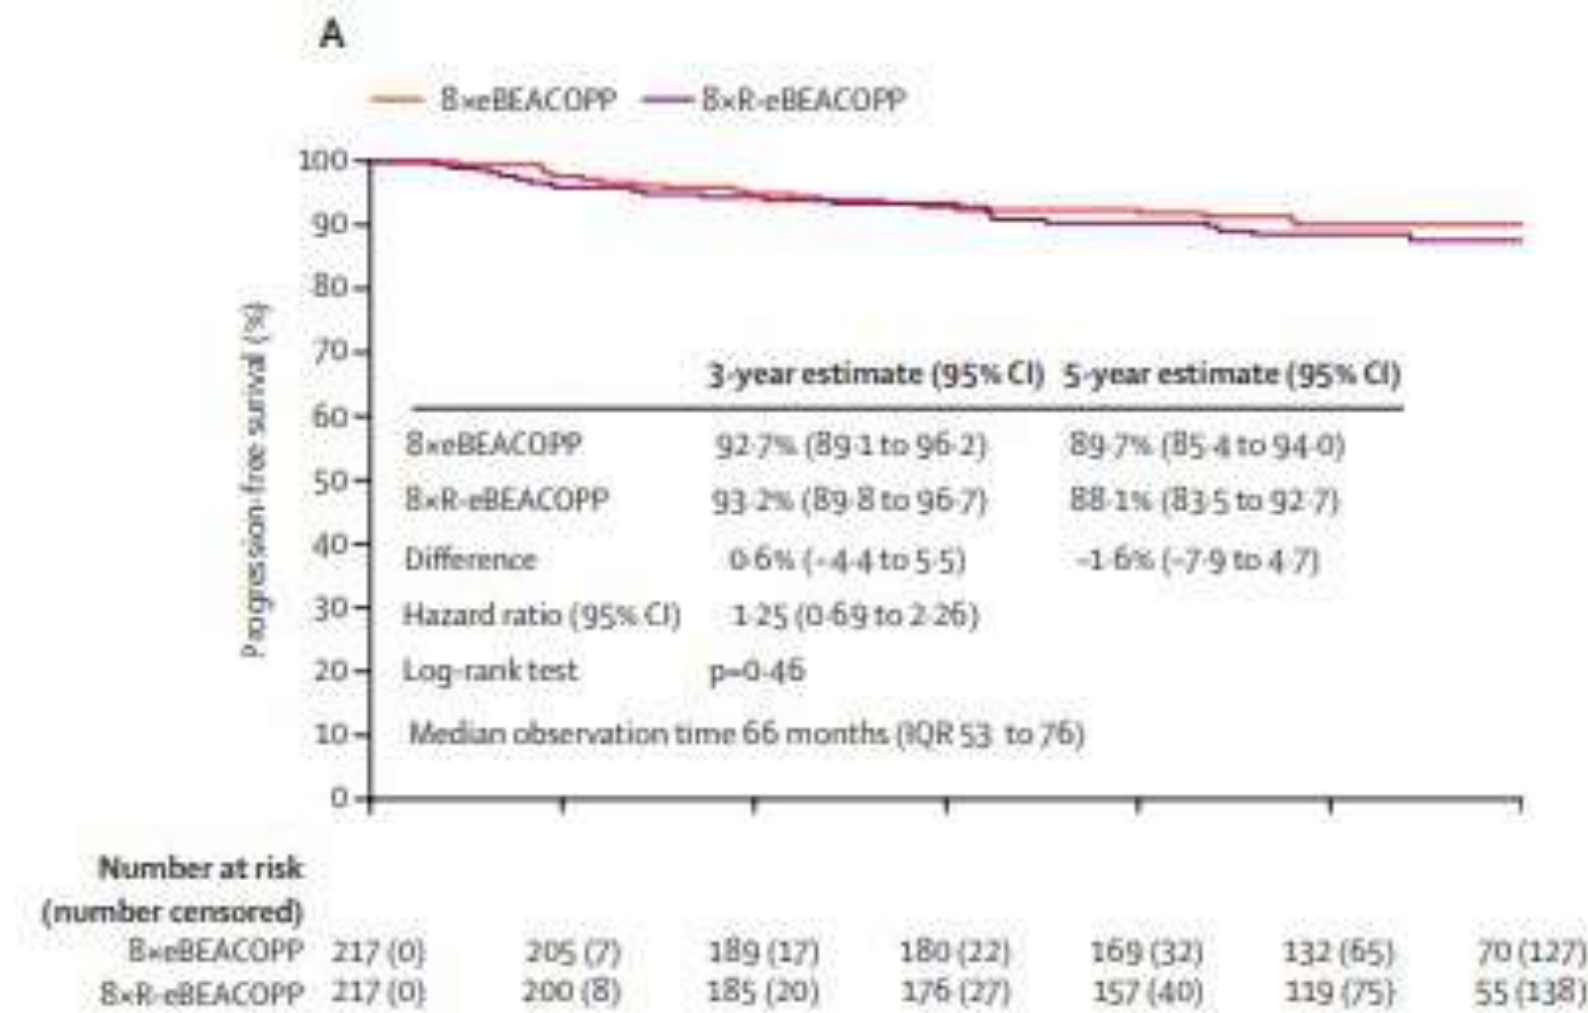 A
8×eBEACOPP 8×R-eBEACOPP
100
90
80
70
60
50
40
30
20
10
0
Progression-free survival (%)
3-year estimate (95% CI) 5-year estimate (95% CI)
8×eBEACOPP 92·7% (89·1 to 96·2) 89·7% (85·4 to 94·0)
8×R-eBEACOPP 93·2% (89·8 to 96·7) 88·1% (83·5 to 92·7)
Difference 0·6% (-4·4 to 5·5) -1·6% (-7·9 to 4·7)
Hazard ratio (95% CI) 1·25 (0·69 to 2·26)
Log-rank test p=0·46
Median observation time 66 months (IQR 53 to 76)
Number at risk
(number censored)
8×eBEACOPP 217 (0) 205 (7) 189 (17) 180 (22) 169 (32) 132 (65) 70 (127)
8×R-eBEACOPP 217 (0) 200 (8) 185 (20) 176 (27) 157 (40) 119 (75) 55 (138)